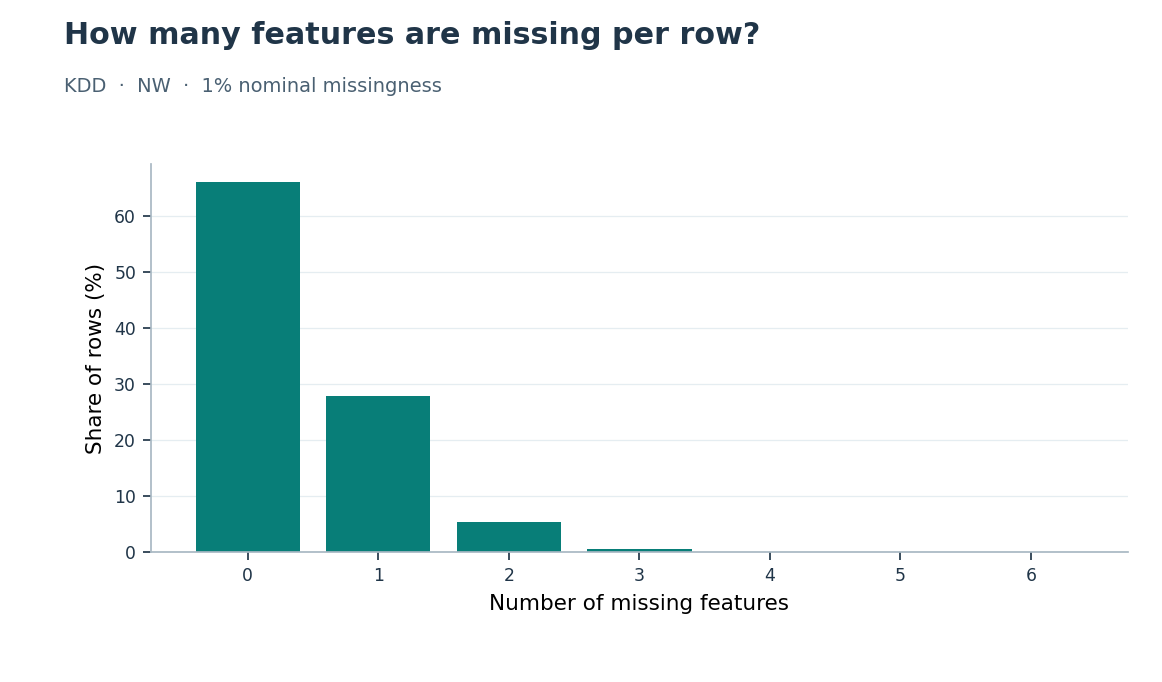 How many features are missing per row?
KDD · NW · 1% nominal missingness
Share of rows (%)
60
50
40
30
20
10
0
0 1 2 3 4 5 6
Number of missing features